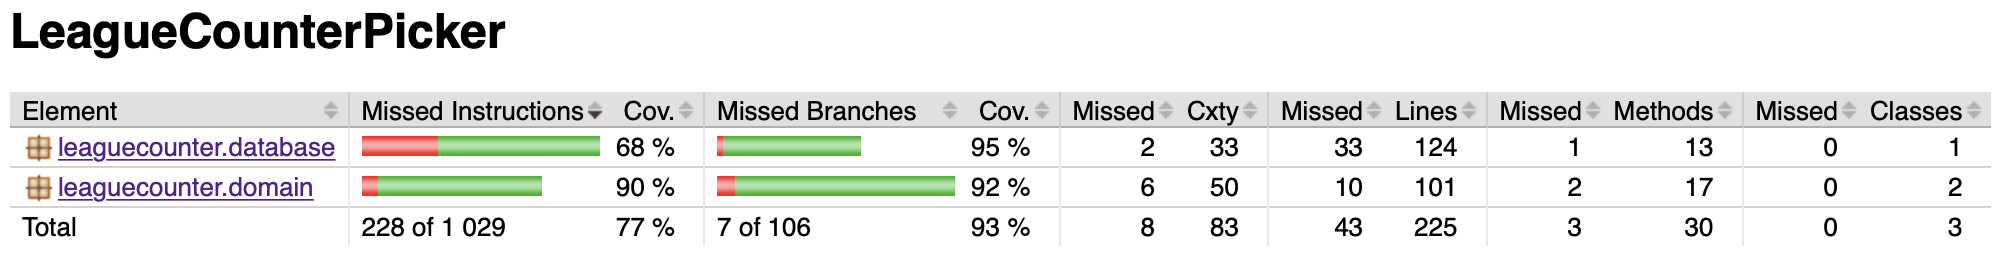 LeagueCounterPicker
Element Missed Instructions Cov. Missed Branches Cov. Missed Cxty Missed Lines Missed Methods Missed Classes
leaguecounter.database 68 % 95 % 2 33 33 124 1 13 0 1
leaguecounter.domain 90 % 92 % 6 50 10 101 2 17 0 2
Total 228 of 1 029 77 % 7 of 106 93 % 8 83 43 225 3 30 0 3